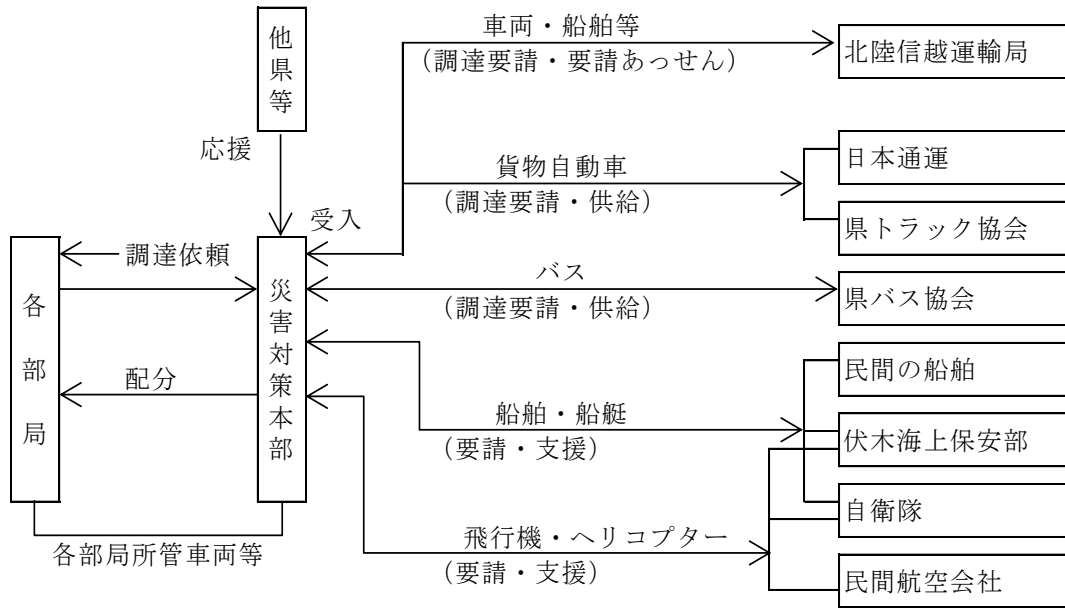 他県等
応援
車両・船舶等
（調達要請・要請あっせん）
北陸信越運輸局
貨物自動車
（調達要請・供給）
日本通運
県トラック協会
受入
調達依頼
各部局
災害対策本部
バス
（調達要請・供給）
県バス協会
配分
船舶・船艇
（要請・支援）
民間の船舶
伏木海上保安部
自衛隊
飛行機・ヘリコプター
（要請・支援）
民間航空会社
各部局所管車両等